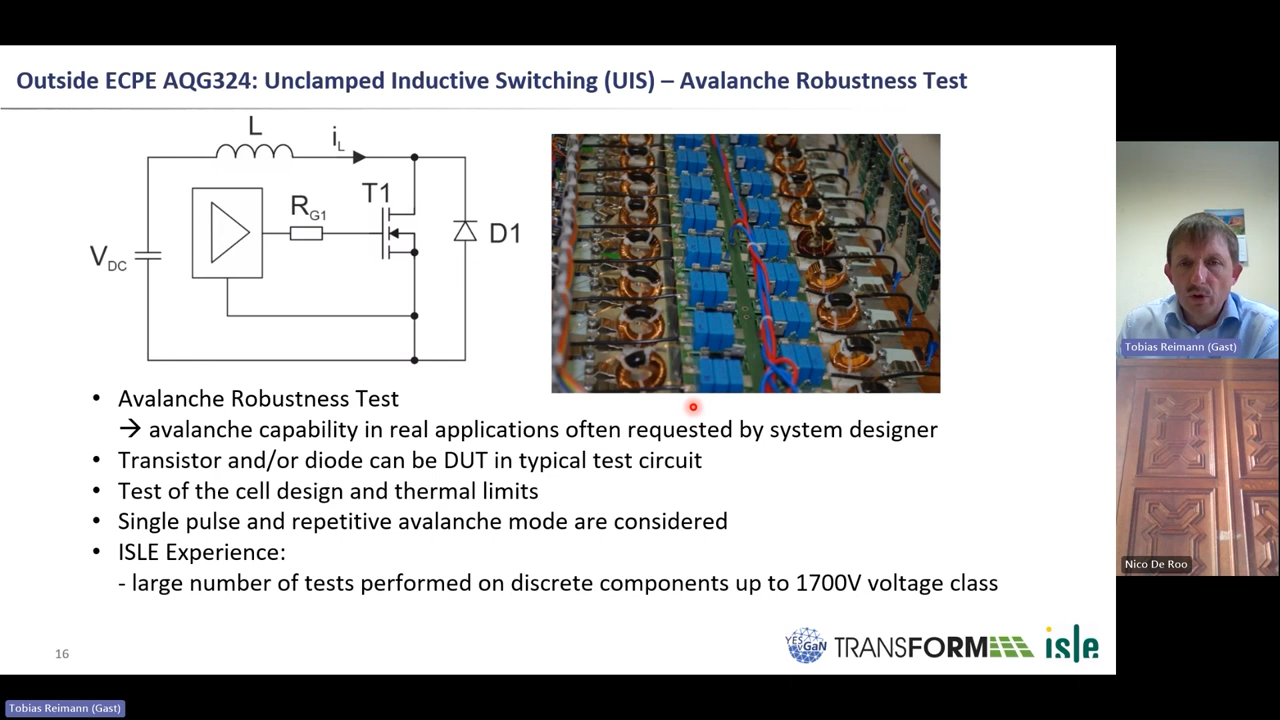 Outside ECPE AQG324: Unclamped Inductive Switching (UIS) – Avalanche Robustness Test
L
iL
T1
RG1
D1
VDC
• Avalanche Robustness Test
→ avalanche capability in real applications often requested by system designer
• Transistor and/or diode can be DUT in typical test circuit
• Test of the cell design and thermal limits
• Single pulse and repetitive avalanche mode are considered
• ISLE Experience:
- large number of tests performed on discrete components up to 1700V voltage class
16
YESvGaN
TRANSFORM
isle
Tobias Reimann (Gast)
Nico De Roo
Tobias Reimann (Gast)